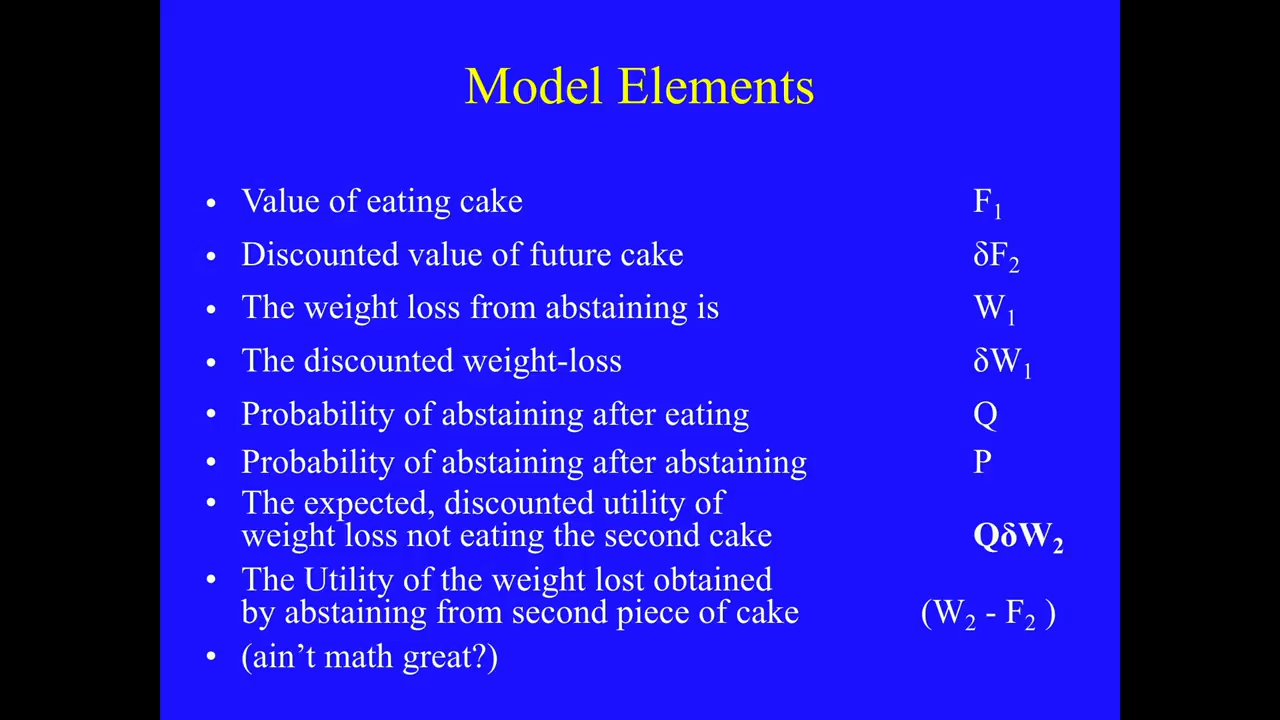 Model Elements
• Value of eating cake F₁
• Discounted value of future cake δF₂
• The weight loss from abstaining is W₁
• The discounted weight-loss δW₁
• Probability of abstaining after eating Q
• Probability of abstaining after abstaining P
• The expected, discounted utility of
weight loss not eating the second cake QδW₂
• The Utility of the weight lost obtained
by abstaining from second piece of cake (W₂ - F₂ )
• (ain’t math great?)